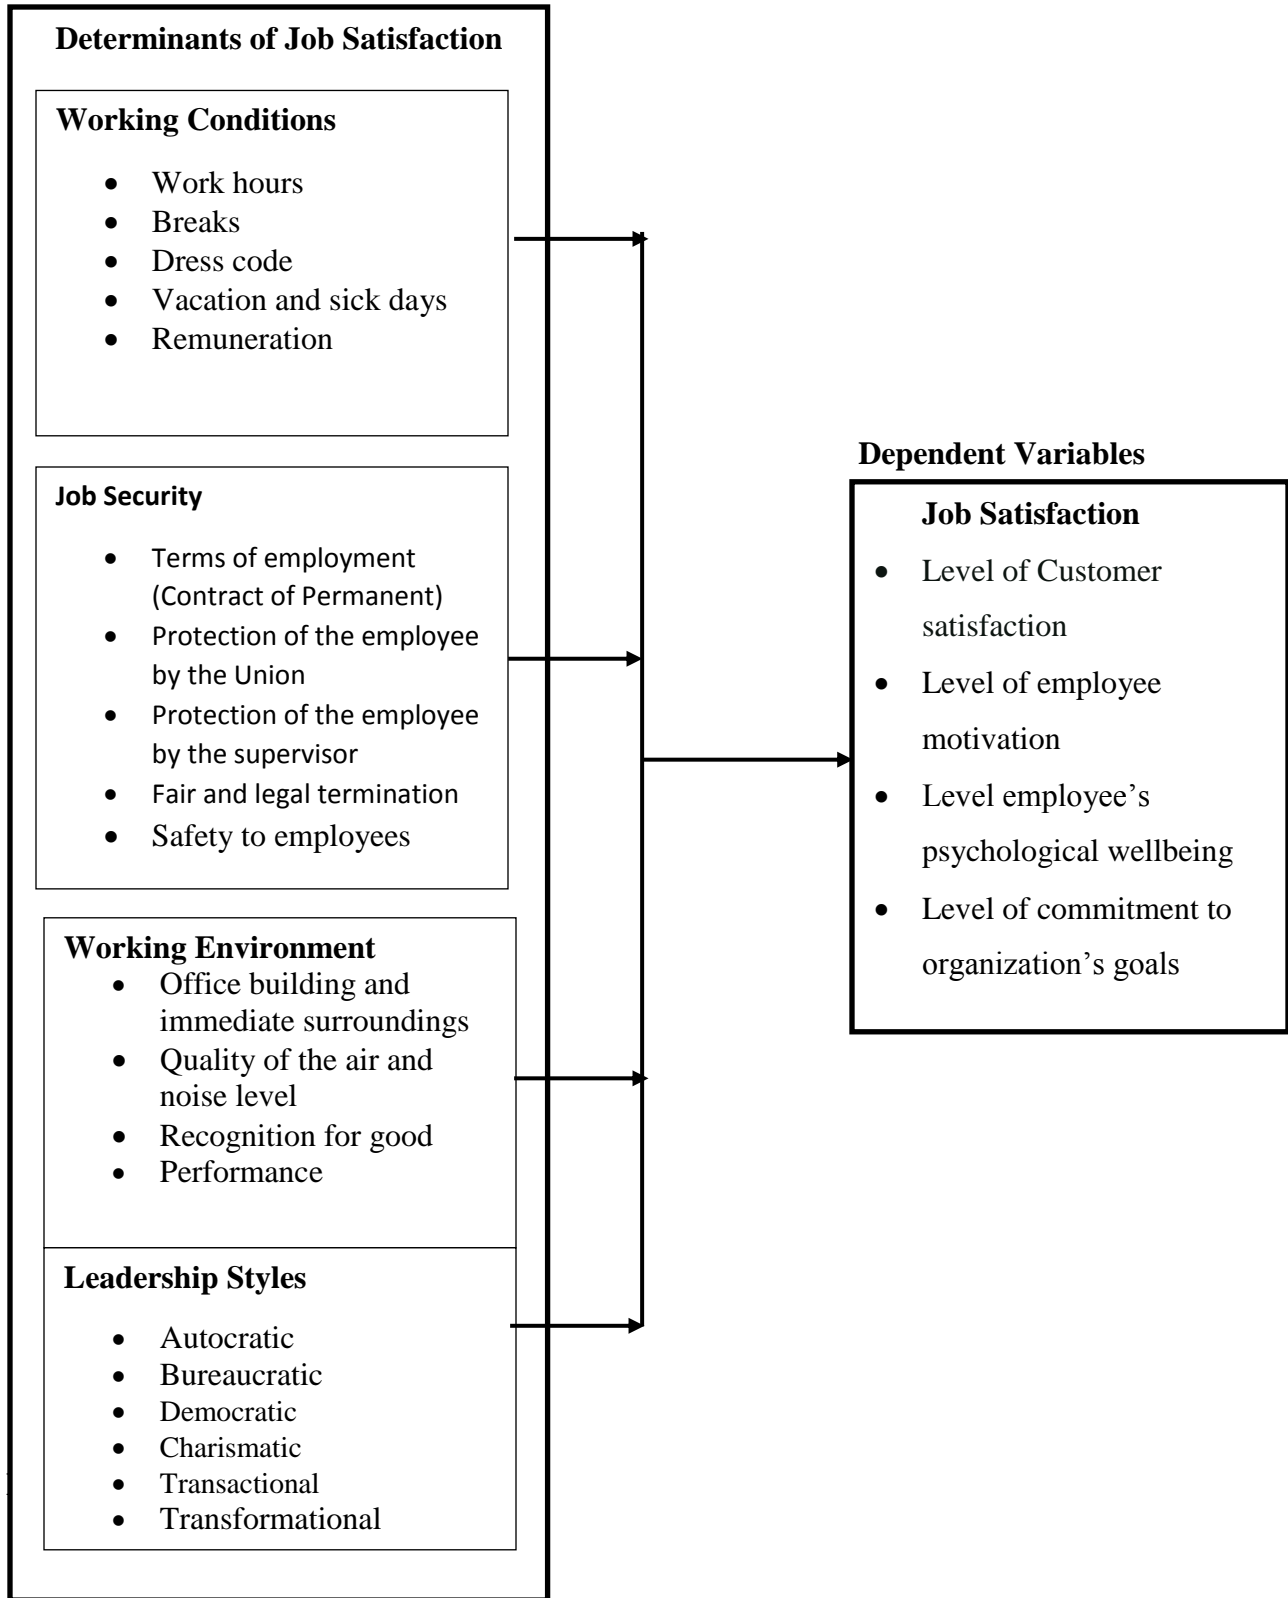 Determinants of Job Satisfaction
Working Conditions
• Work hours
• Breaks
• Dress code
• Vacation and sick days
• Remuneration
Job Security
• Terms of employment
(Contract of Permanent)
• Protection of the employee
by the Union
• Protection of the employee
by the supervisor
• Fair and legal termination
• Safety to employees
Working Environment
• Office building and
immediate surroundings
• Quality of the air and
noise level
• Recognition for good
• Performance
Leadership Styles
• Autocratic
• Bureaucratic
• Democratic
• Charismatic
• Transactional
• Transformational
Dependent Variables
Job Satisfaction
• Level of Customer
satisfaction
• Level of employee
motivation
• Level employee’s
psychological wellbeing
• Level of commitment to
organization’s goals